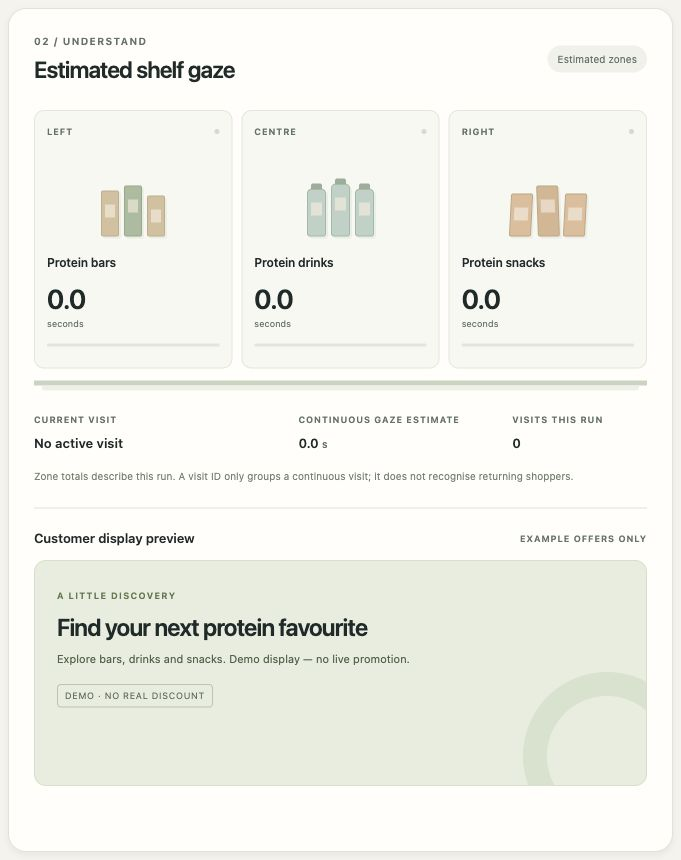 02 / UNDERSTAND
Estimated shelf gaze
Estimated zones
LEFT
Protein bars
0.0
seconds
CENTRE
Protein drinks
0.0
seconds
RIGHT
Protein snacks
0.0
seconds
CURRENT VISIT
No active visit
CONTINUOUS GAZE ESTIMATE
0.0 s
VISITS THIS RUN
0
Zone totals describe this run. A visit ID only groups a continuous visit; it does not recognise returning shoppers.
Customer display preview
EXAMPLE OFFERS ONLY
A LITTLE DISCOVERY
Find your next protein favourite
Explore bars, drinks and snacks. Demo display — no live promotion.
DEMO · NO REAL DISCOUNT